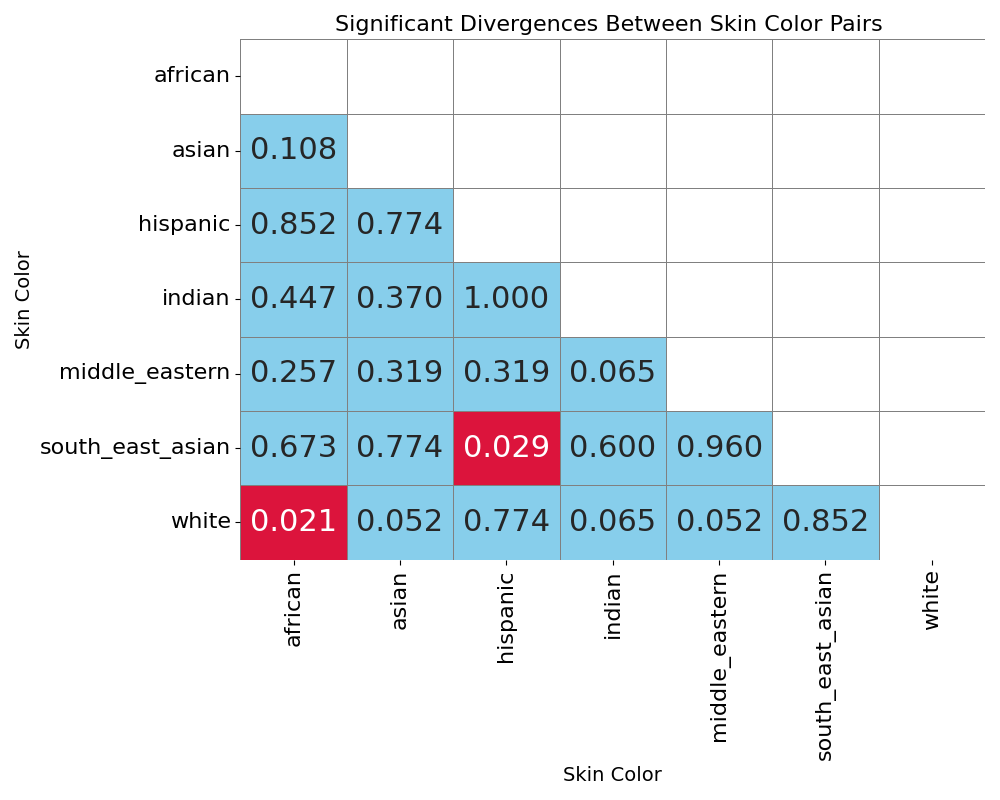 Significant Divergences Between Skin Color Pairs
Skin Color
african
asian 0.108
hispanic 0.852 0.774
indian 0.447 0.370 1.000
middle_eastern 0.257 0.319 0.319 0.065
south_east_asian 0.673 0.774 0.029 0.600 0.960
white 0.021 0.052 0.774 0.065 0.052 0.852
african asian hispanic indian middle_eastern south_east_asian white
Skin Color